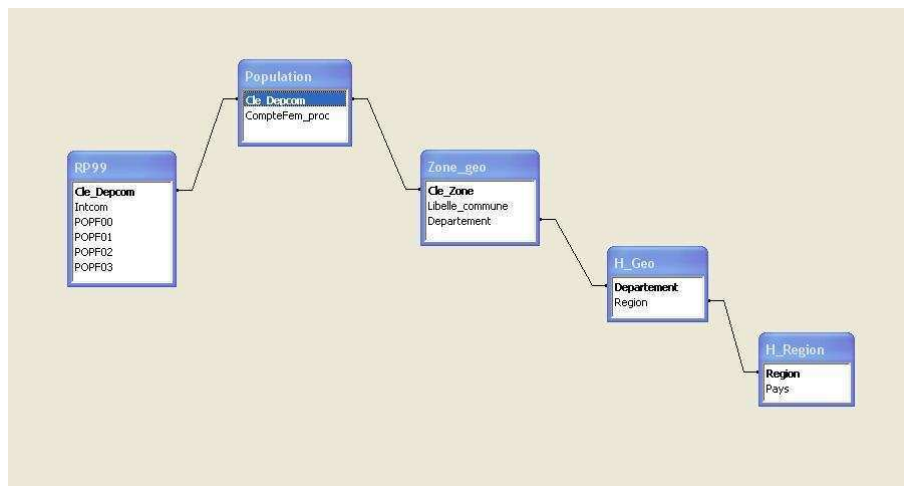 Population
Cle_Depcom
CompteFem_proc
RP99
Cle_Depcom
Intcom
POPF00
POPF01
POPF02
POPF03
Zone_geo
Cle_Zone
Libelle_commune
Departement
H_Geo
Departement
Region
H_Region
Region
Pays